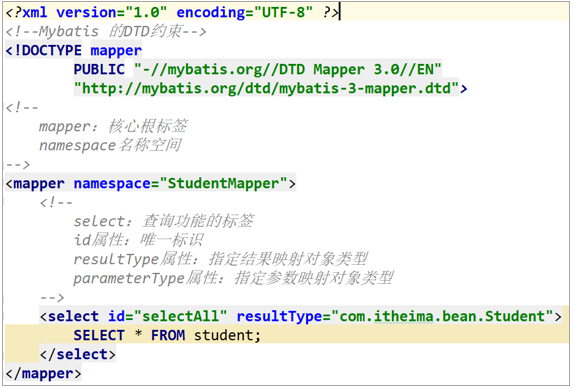 <?xml version="1.0" encoding="UTF-8" ?>
<!--Mybatis 的DTD约束-->
<!DOCTYPE mapper
        PUBLIC "-//mybatis.org//DTD Mapper 3.0//EN"
        "http://mybatis.org/dtd/mybatis-3-mapper.dtd">
<!--
    mapper：核心根标签
    namespace名称空间
-->
<mapper namespace="StudentMapper">
    <!--
        select：查询功能的标签
        id属性：唯一标识
        resultType属性：指定结果映射对象类型
        parameterType属性：指定参数映射对象类型
    -->
    <select id="selectAll" resultType="com.itheima.bean.Student">
        SELECT * FROM student;
    </select>
</mapper>